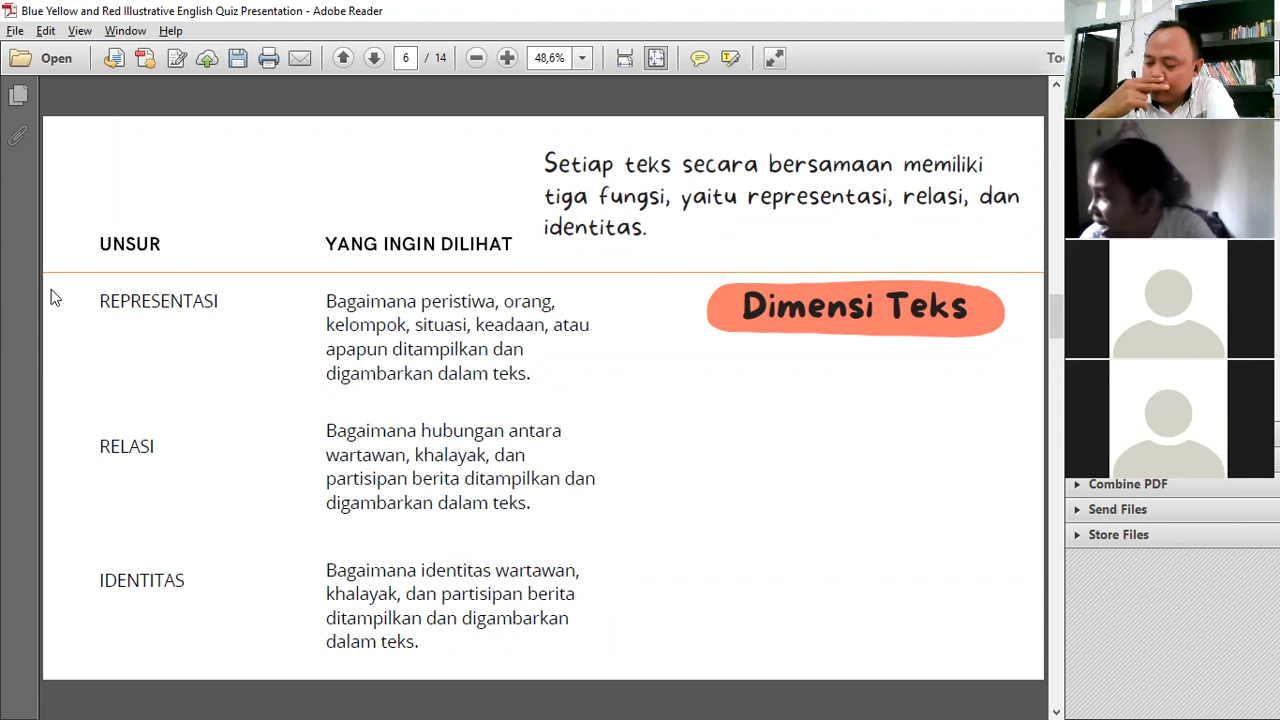 Blue Yellow and Red Illustrative English Quiz Presentation - Adobe Reader
File Edit View Window Help
Open 6 / 14 48,6%
Setiap teks secara bersamaan memiliki
tiga fungsi, yaitu representasi, relasi, dan
identitas.
UNSUR YANG INGIN DILIHAT
Dimensi Teks
REPRESENTASI Bagaimana peristiwa, orang,
kelompok, situasi, keadaan, atau
apapun ditampilkan dan
digambarkan dalam teks.
RELASI Bagaimana hubungan antara
wartawan, khalayak, dan
partisipan berita ditampilkan dan
digambarkan dalam teks.
IDENTITAS Bagaimana identitas wartawan,
khalayak, dan partisipan berita
ditampilkan dan digambarkan
dalam teks.
Combine PDF
Send Files
Store Files